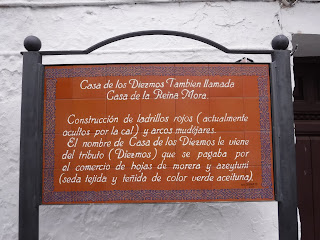 Casa de los Diezmos Tambien llamada
Casa de la Reina Mora.
Construcción de ladrillos rojos (actualmente
ocultos por la cal) y arcos mudéjares.
El nombre de Casa de los Diezmos le viene
del tributo (Diezmos) que se pagaba por
el comercio de hojas de morera y azeytuni
(seda tejida y teñida de color verde aceituna)